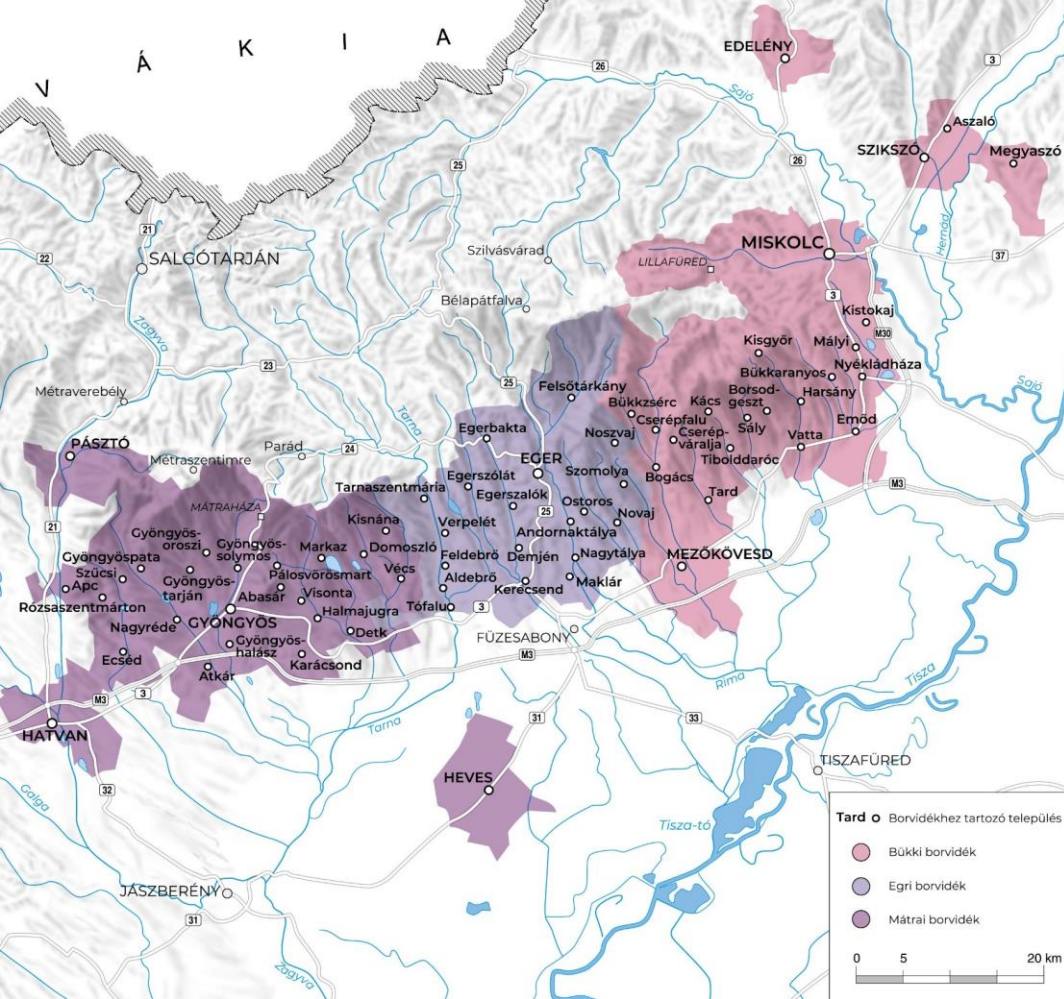 V Á K I A
EDELÉNY
26
3
Sajó
Aszaló
SZIKSZÓ
Megyaszó
25
26
21
Hernád
22
SALGÓTARJÁN
Szilvásvárad
MISKOLC
37
LILLAFÜRED
Bélapátfalva
3
Kistokaj
Zagyva
M30
Kisgyőr
Mályi
23
Nyékládháza
Bükkaranyos
Sajó
25
Felsőtárkány
Métraverebély
Borsod-
geszt
Harsány
Bükkzsérc
Kács
Tarna
Cserépfalu
Sály
Emőd
Egerbakta
Noszvaj
Cserép-
váralja
Vatta
PÁSZTÓ
Parád
24
Tibolddaróc
Métraszentimre
EGER
Szomolya
Bogács
Egerszólát
M3
Tarnaszentmária
Egerszalók
Ostoros
Tard
MÁTRAHÁZA
25
Novaj
21
Kisnána
Verpelét
Andornaktálya
Gyöngyös-
oroszi
Gyöngyös-
solymos
Markaz
Domoszló
Feldebrő
Demjén
Nagytálya
MEZŐKÖVESD
Gyöngyöspata
Szűcsi
Gyöngyös-
tarján
Pálosvörösmart
Vécs
Aldebrő
Maklár
Apc
Abasár
Visonta
Kerecsend
Rózsaszentmárton
Halmajugra
Tófalu
3
Nagyréde
GYÖNGYÖS
Detk
FÜZESABONY
Gyöngyös-
halász
Ecséd
Karácsond
M3
Atkár
Rima
Tisza
M3
3
HATVAN
Tarna
31
33
TISZAFÜRED
HEVES
Galga
32
Tisza-tó
JÁSZBERÉNY
31
Zagyva
Tard Borvidékhez tartozó település
Bükki borvidék
Egri borvidék
Mátrai borvidék
0 5 20 km